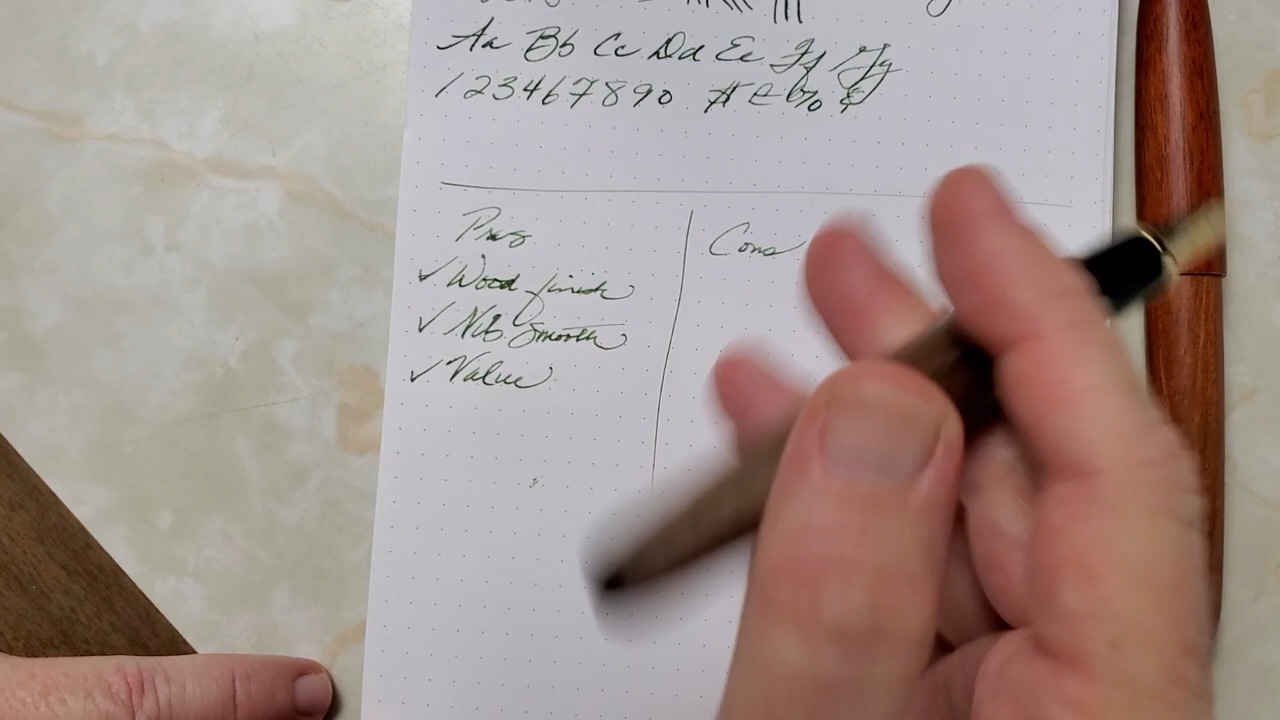 Aa Bb Cc Dd Ee Ff Gg
123467890 # @ % &
Pros
Cons
✓ Wood finish
✓ Nib Smooth
✓ Value